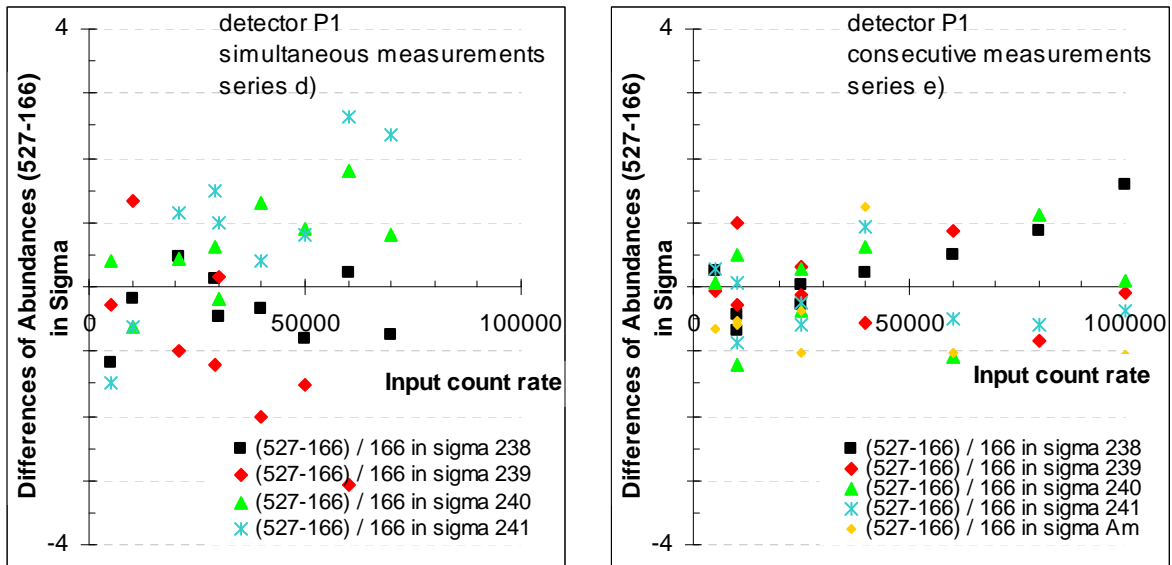 detector P1
simultaneous measurements
series d)
Differences of Abundances (527-166)
in Sigma
4
0
50000
100000
Input count rate
(527-166) / 166 in sigma 238
(527-166) / 166 in sigma 239
(527-166) / 166 in sigma 240
(527-166) / 166 in sigma 241
-4
detector P1
consecutive measurements
series e)
Differences of Abundances (527-166)
in Sigma
4
0
50000
100000
Input count rate
(527-166) / 166 in sigma 238
(527-166) / 166 in sigma 239
(527-166) / 166 in sigma 240
(527-166) / 166 in sigma 241
(527-166) / 166 in sigma Am
-4